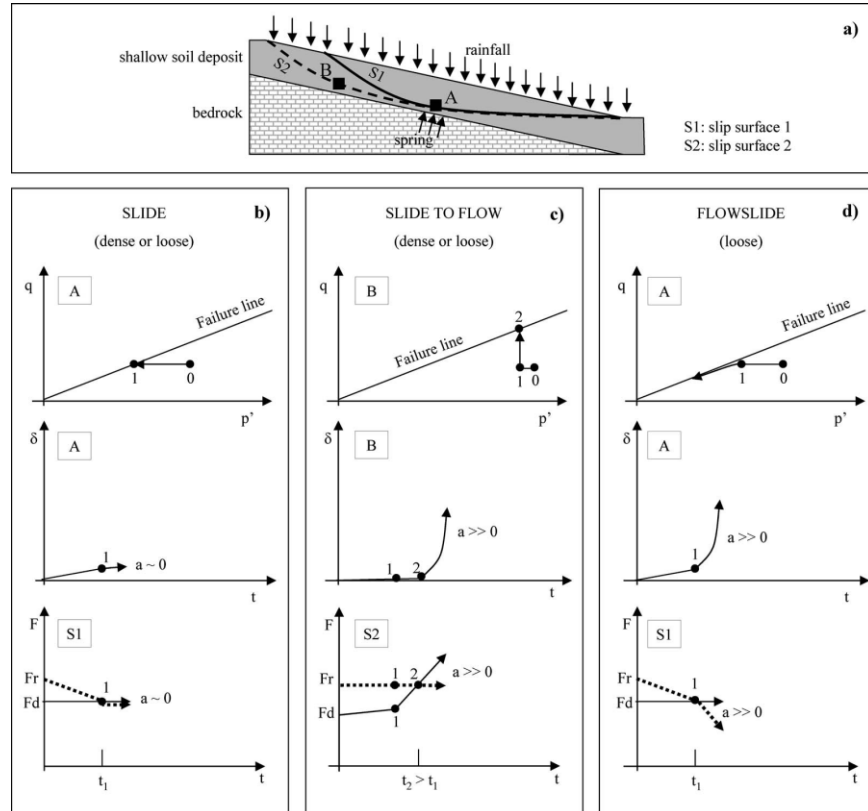 a)
rainfall
shallow soil deposit
S2
B
S1
A
bedrock
spring
S1: slip surface 1
S2: slip surface 2
b)
SLIDE
(dense or loose)
q
A
Failure line
1
0
p'
δ
A
1
a ~ 0
t
F
S1
Fr
1
a ~ 0
Fd
t1
t
c)
SLIDE TO FLOW
(dense or loose)
q
B
2
Failure line
1 0
p'
δ
B
a >> 0
1 2
t
F
S2
1 2
a >> 0
Fr
Fd
1
t2 > t1
t
d)
FLOWSLIDE
(loose)
q
A
Failure line
1
0
p'
δ
A
a >> 0
1
t
F
S1
Fr
1
Fd
a >> 0
t1
t